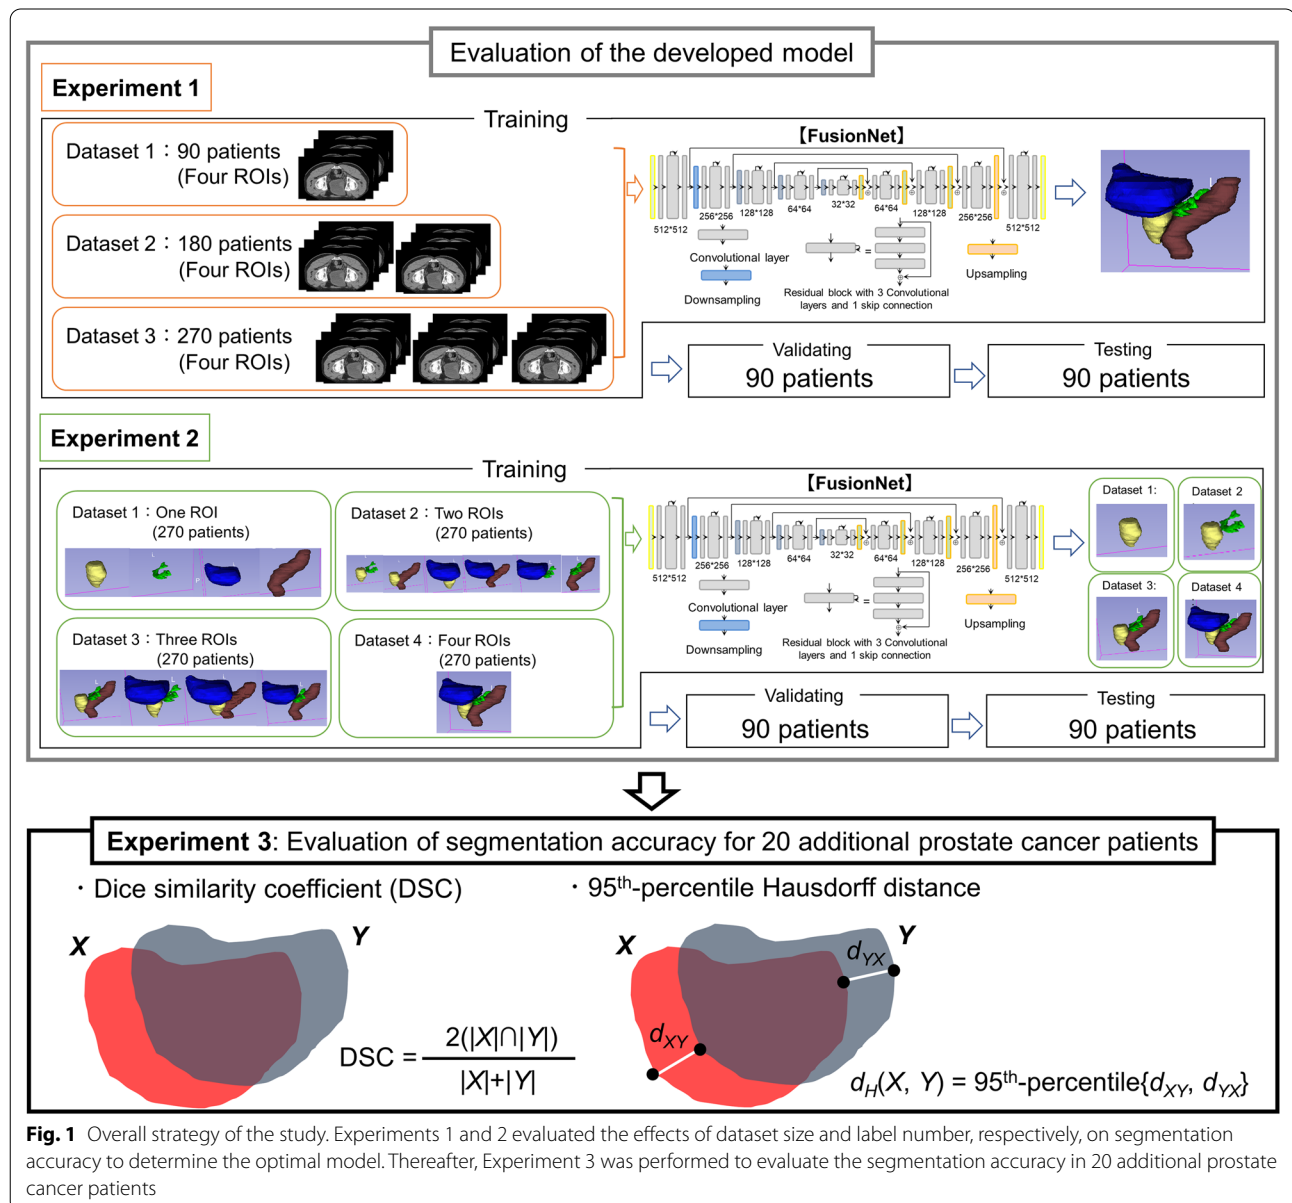 Evaluation of the developed model
Experiment 1
Training
Dataset 1：90 patients
(Four ROIs)
Dataset 2：180 patients
(Four ROIs)
Dataset 3：270 patients
(Four ROIs)
【FusionNet】
512*512
256*256
128*128
64*64
32*32
64*64
128*128
256*256
512*512
Convolutional layer
Downsampling
=
Residual block with 3 Convolutional
layers and 1 skip connection
Upsampling
L
Validating
90 patients
Testing
90 patients
Experiment 2
Training
Dataset 1：One ROI
(270 patients)
L
P
Dataset 2：Two ROIs
(270 patients)
Dataset 3：Three ROIs
(270 patients)
L
L
L
L
Dataset 4：Four ROIs
(270 patients)
【FusionNet】
512*512
256*256
128*128
64*64
32*32
64*64
128*128
256*256
512*512
Convolutional layer
Downsampling
=
Residual block with 3 Convolutional
layers and 1 skip connection
Upsampling
Dataset 1:
Dataset 2
Dataset 3:
L
Dataset 4
Validating
90 patients
Testing
90 patients
Experiment 3: Evaluation of segmentation accuracy for 20 additional prostate cancer patients
・Dice similarity coefficient (DSC)
X
Y
DSC = 2(|X|∩|Y|) / |X|+|Y|
・95th-percentile Hausdorff distance
X
Y
dYX
dXY
dH(X, Y) = 95th-percentile{dXY, dYX}
Fig. 1 Overall strategy of the study. Experiments 1 and 2 evaluated the effects of dataset size and label number, respectively, on segmentation
accuracy to determine the optimal model. Thereafter, Experiment 3 was performed to evaluate the segmentation accuracy in 20 additional prostate
cancer patients